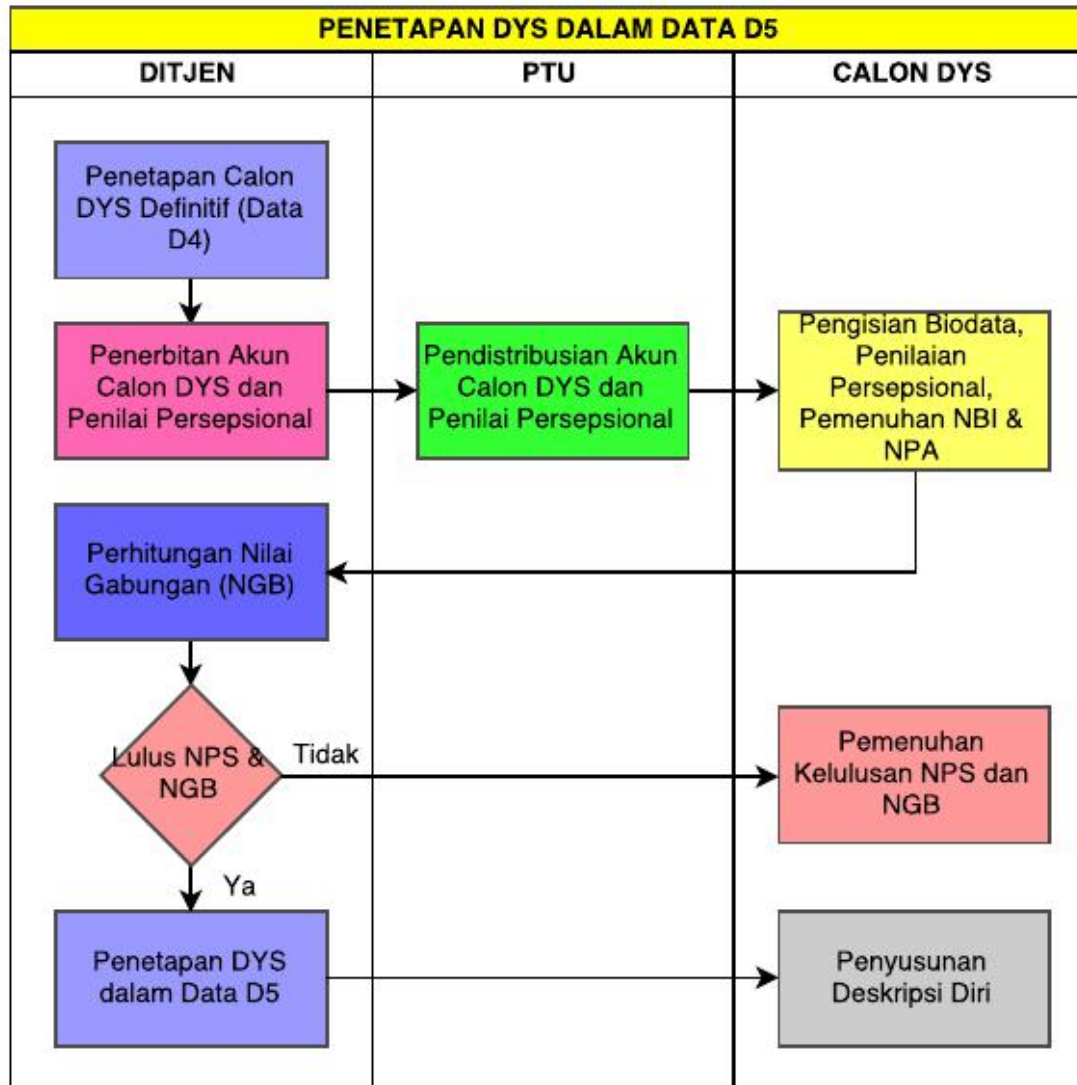 PENETAPAN DYS DALAM DATA D5
DITJEN
PTU
CALON DYS
Penetapan Calon
DYS Definitif (Data
D4)
Penerbitan Akun
Calon DYS dan
Penilai Persepsional
Pendistribusian Akun
Calon DYS dan
Penilai Persepsional
Pengisian Biodata,
Penilaian
Persepsional,
Pemenuhan NBI &
NPA
Perhitungan Nilai
Gabungan (NGB)
Lulus NPS &
NGB
Tidak
Pemenuhan
Kelulusan NPS dan
NGB
Ya
Penetapan DYS
dalam Data D5
Penyusunan
Deskripsi Diri